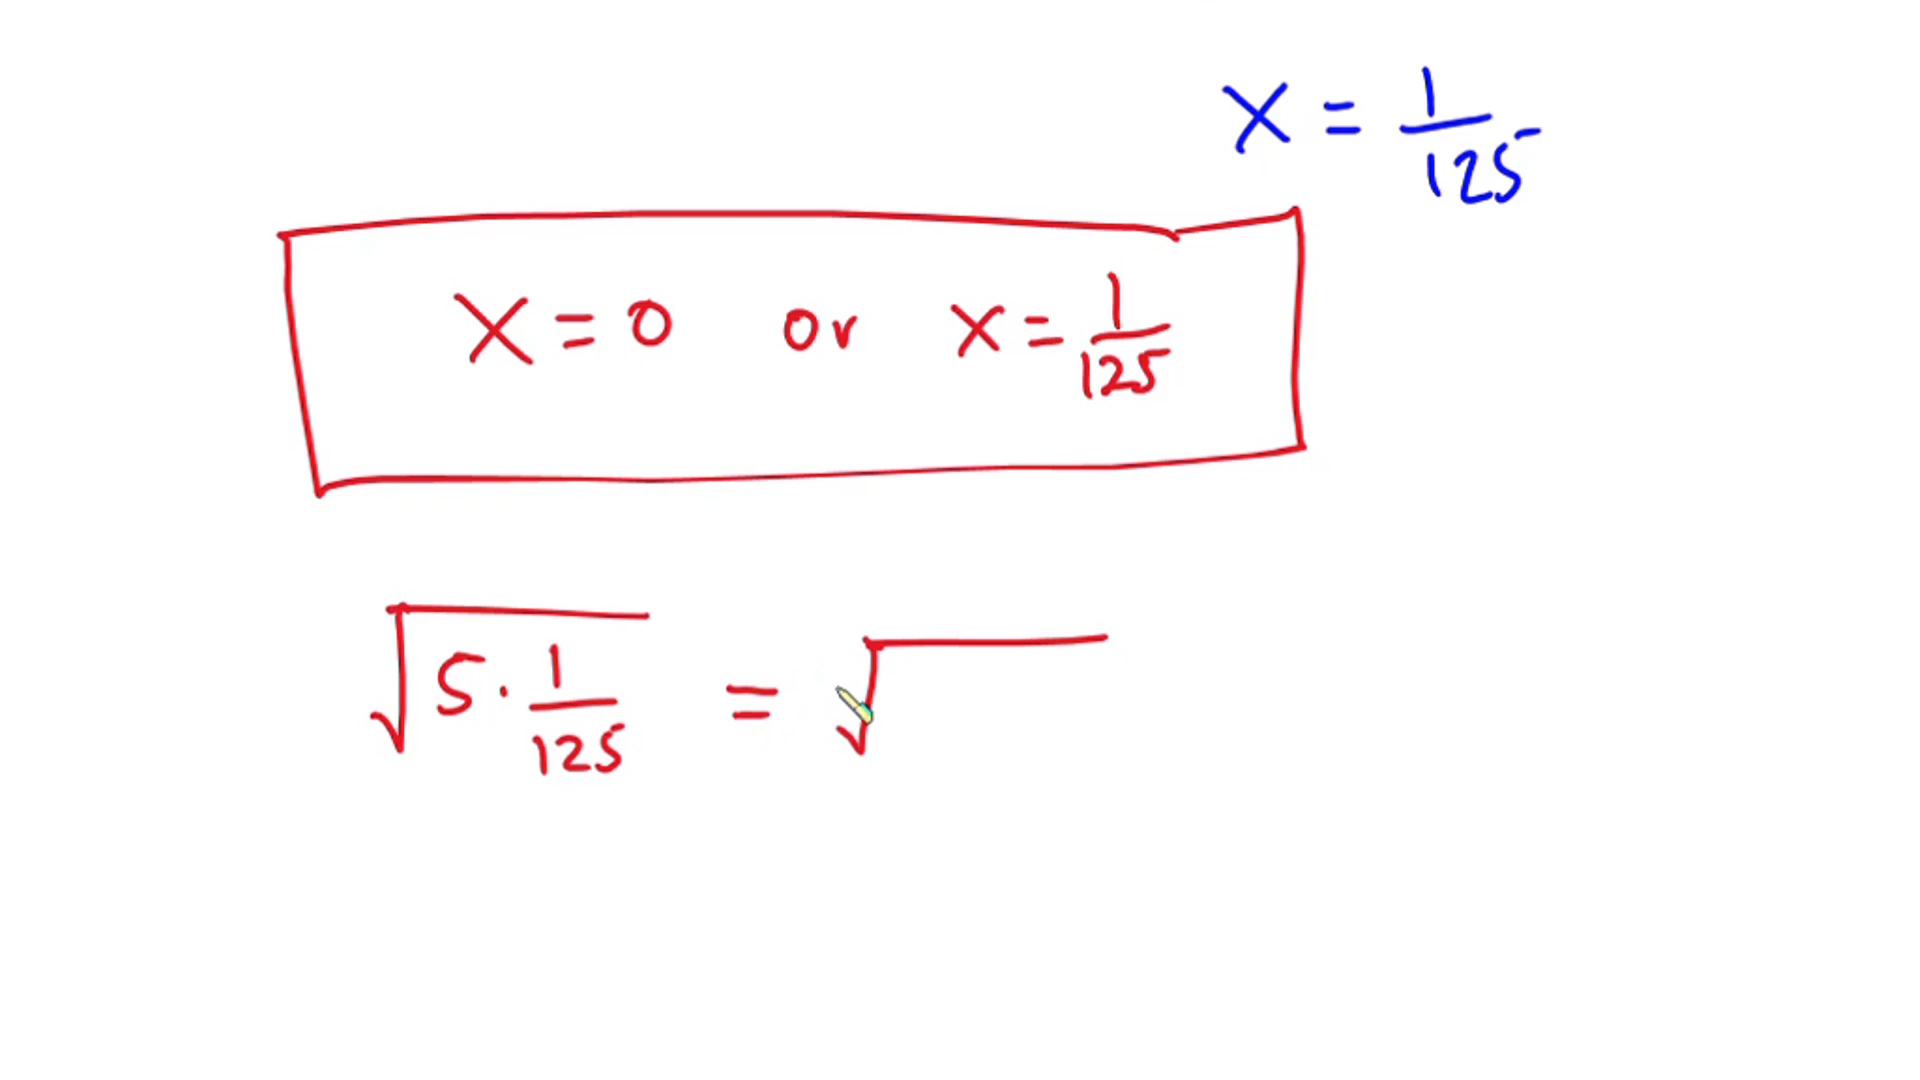 x = 1/125
x = 0 or x = 1/125
√(5 · 1/125) = √